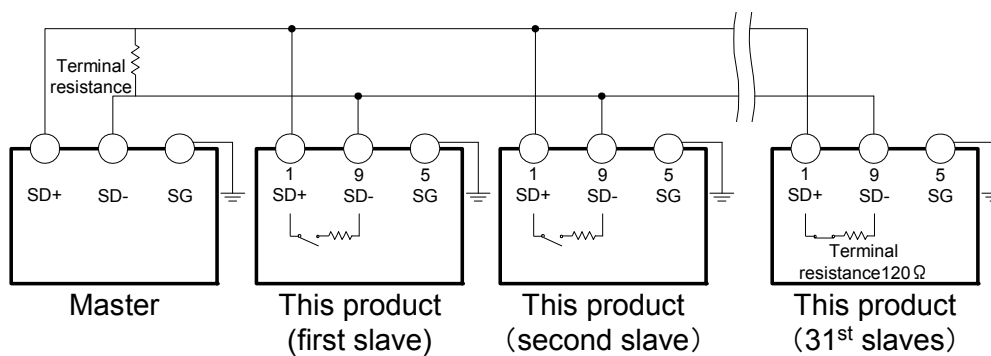 Terminal
resistance
SD+ SD- SG
1 9 5
SD+ SD- SG
1 9 5
SD+ SD- SG
1 9 5
SD+ SD- SG
Terminal
resistance120Ω
Master
This product
(first slave)
This product
（second slave）
This product
（31st slaves）